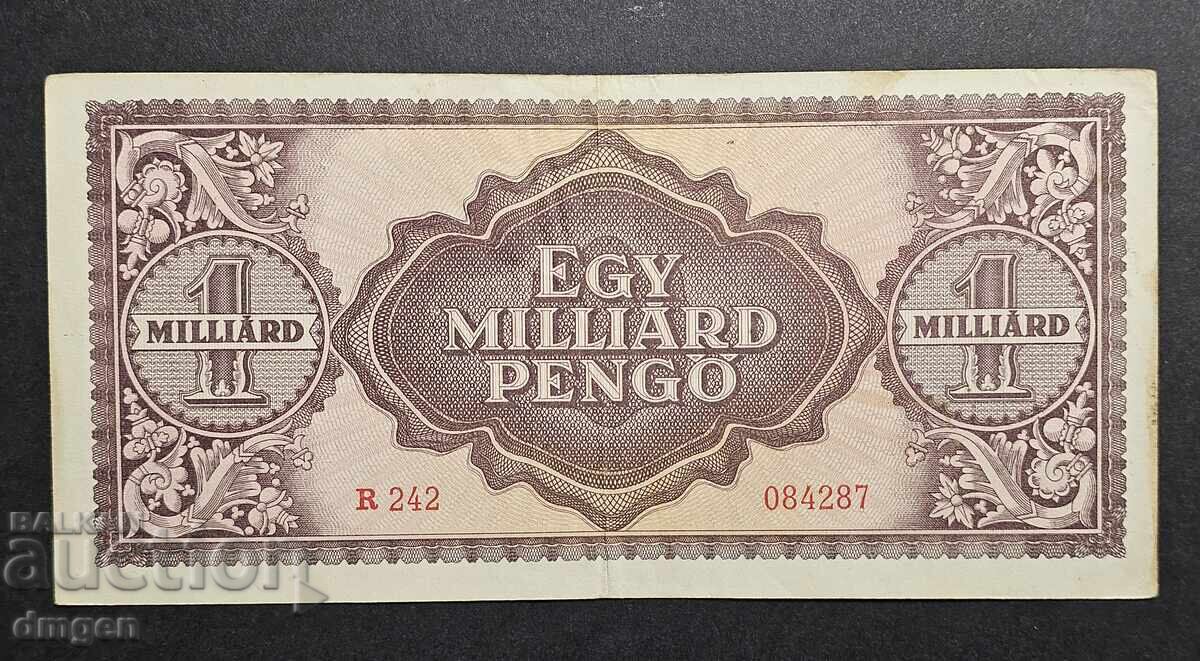 EGY
MILLIÁRD
PENGŐ
1
MILLIÁRD
1
MILLIÁRD
R 242
084287
BALKAN
auction
dmgen